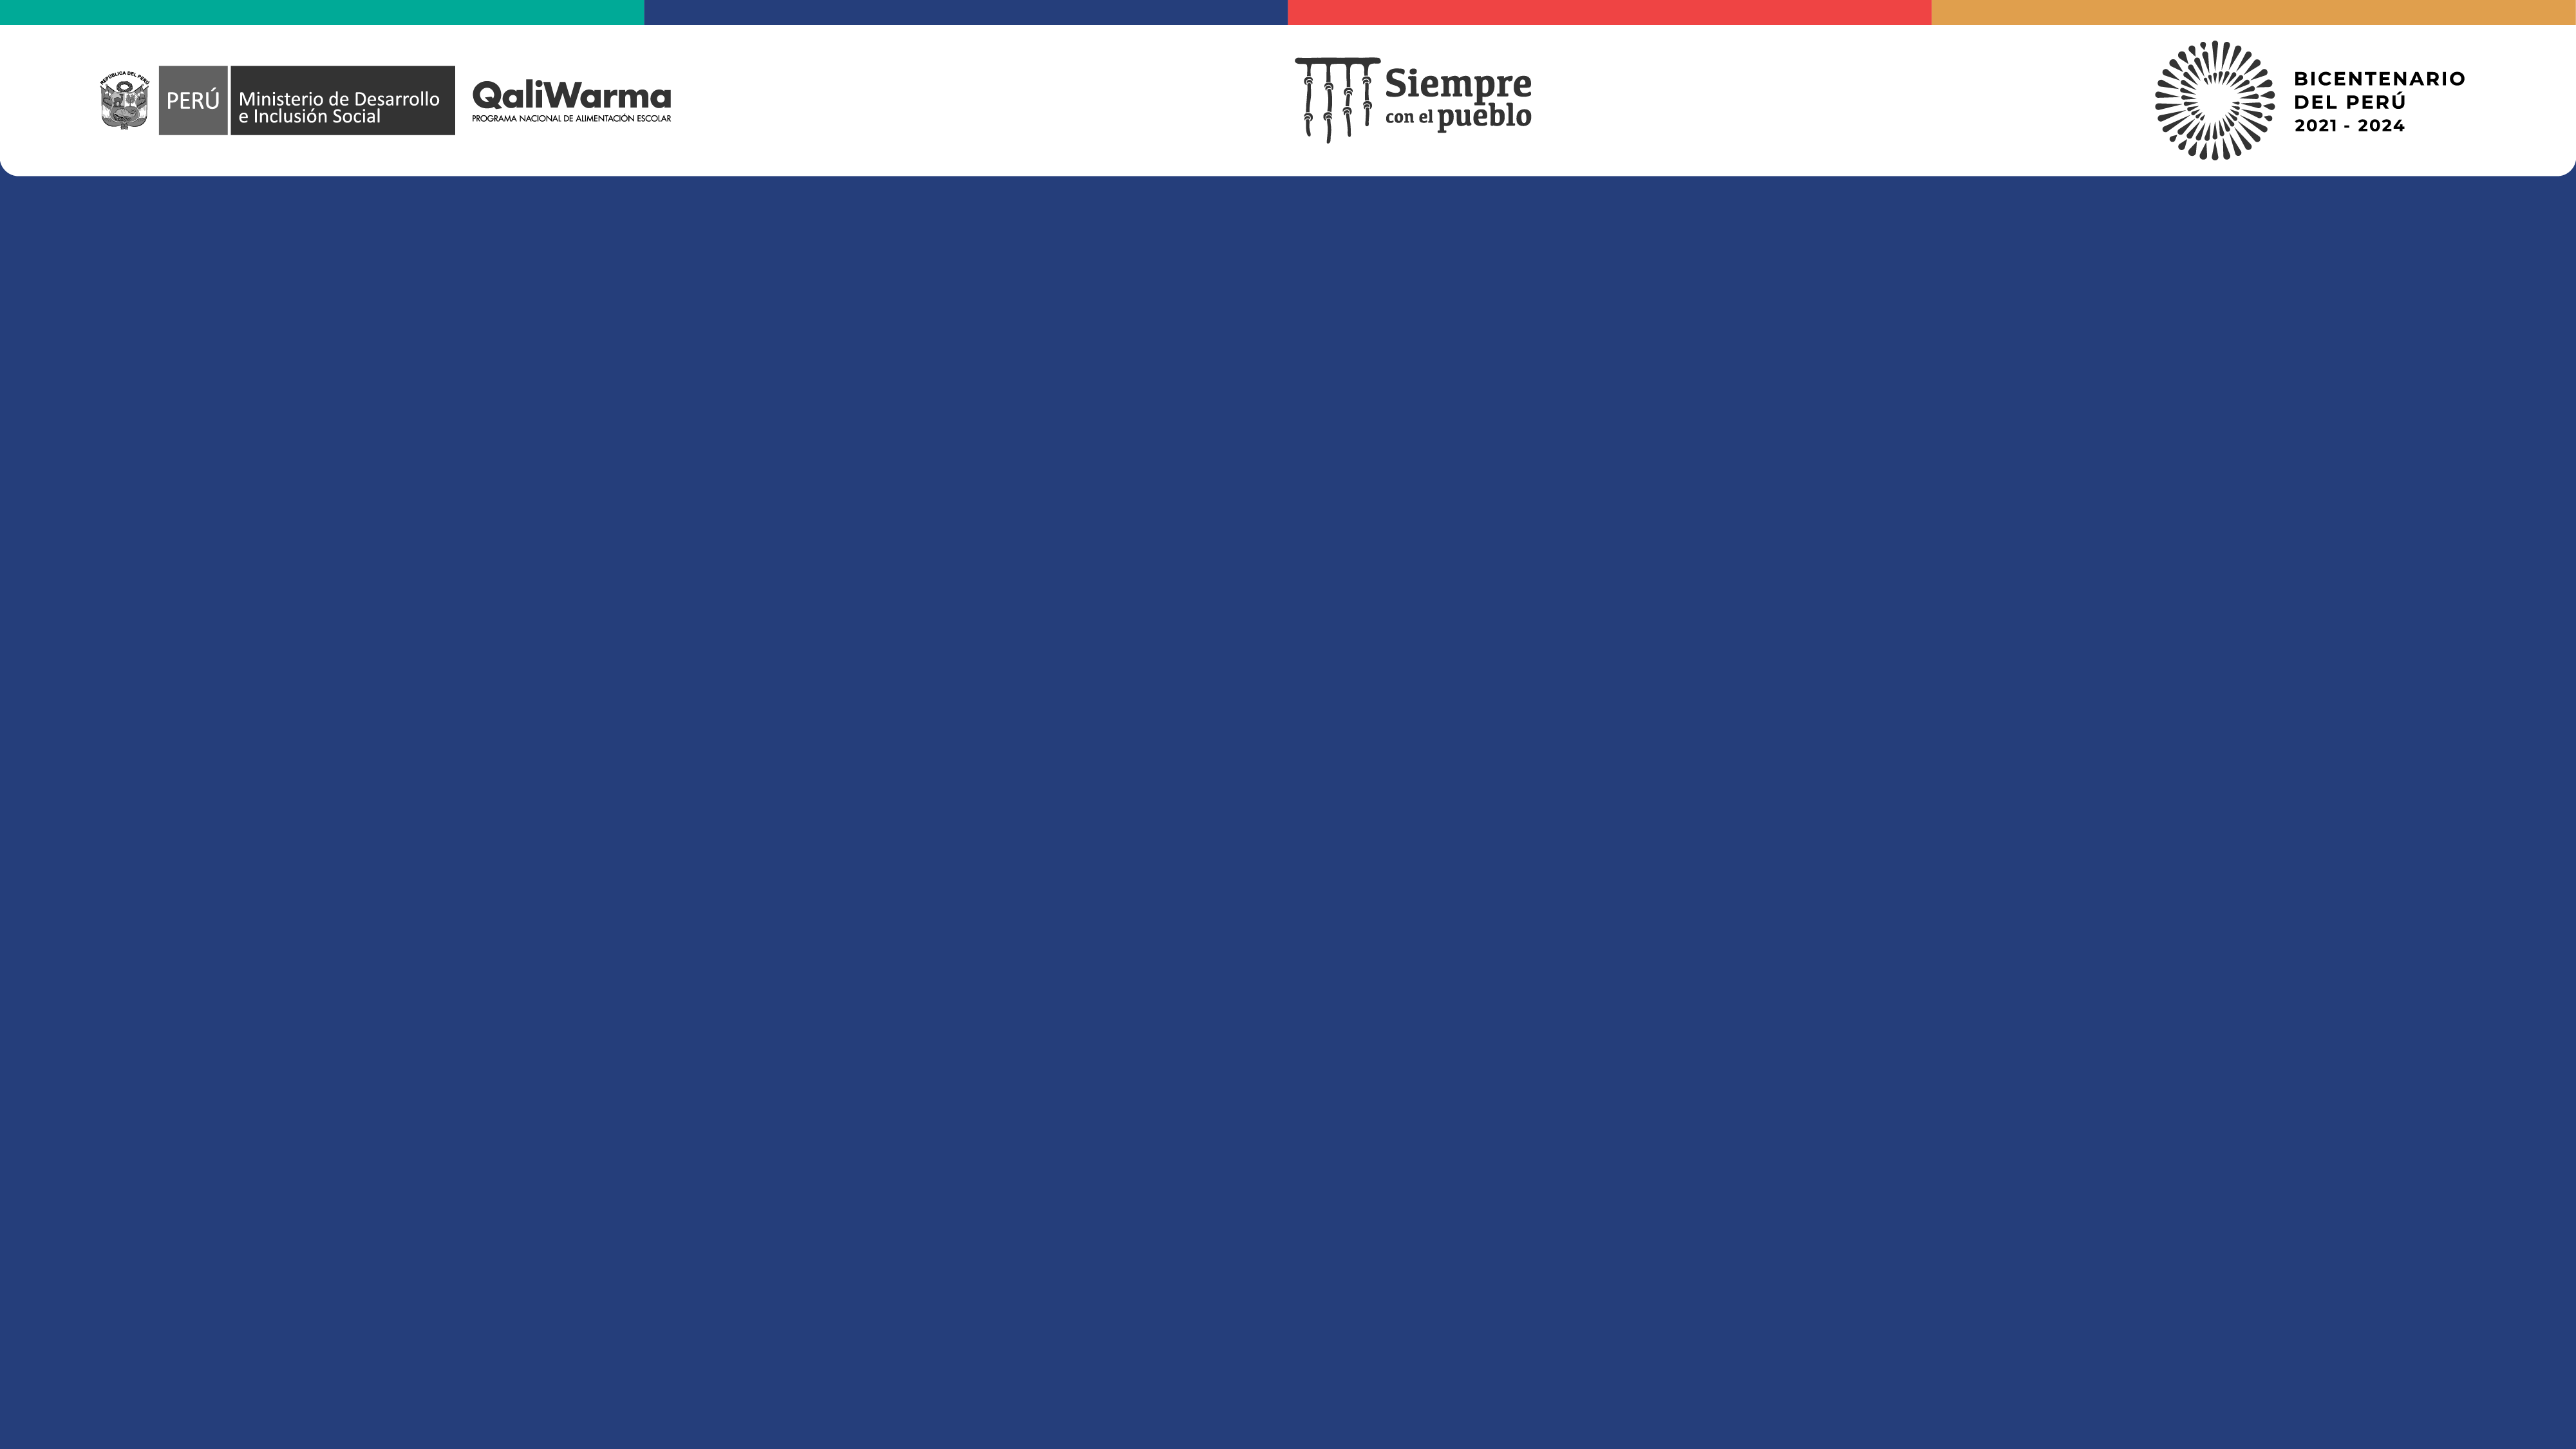 REPÚBLICA DEL PERÚ
PERÚ
Ministerio de Desarrollo
e Inclusión Social
QaliWarma
PROGRAMA NACIONAL DE ALIMENTACIÓN ESCOLAR
Siempre
con el pueblo
BICENTENARIO
DEL PERÚ
2021 - 2024